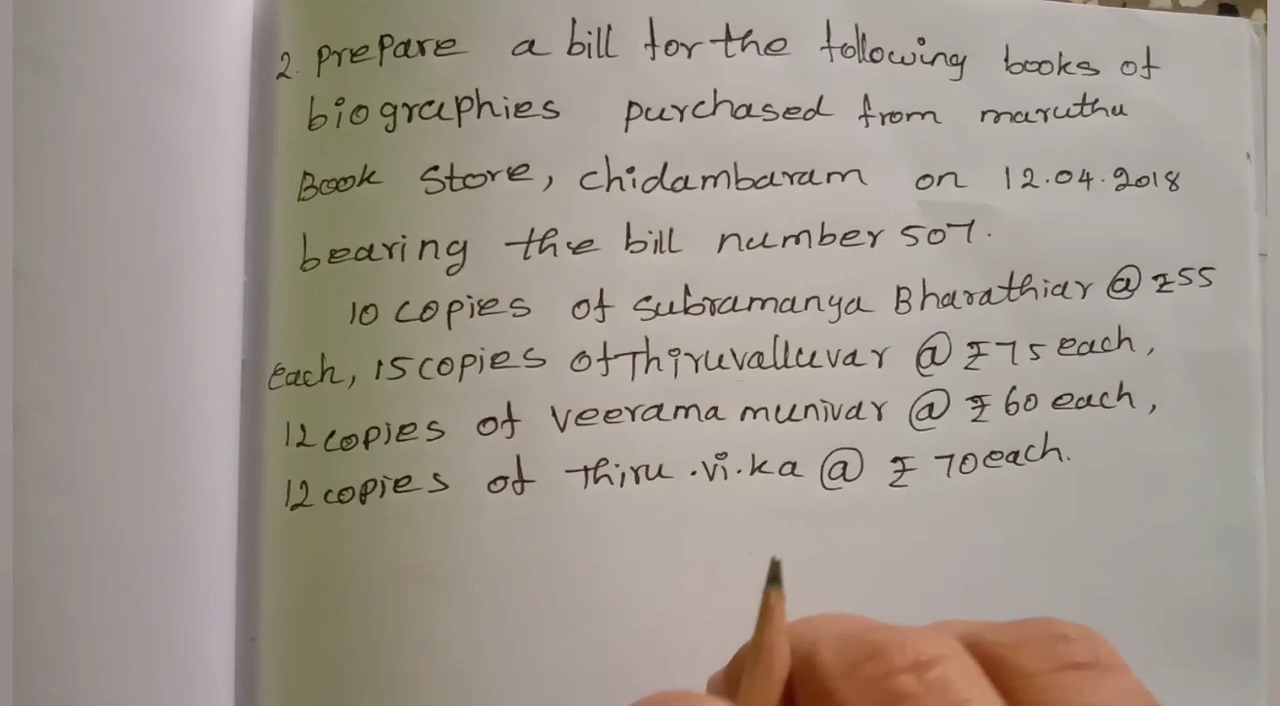 2. Prepare a bill for the following books of
biographies purchased from maruthu
Book Store, chidambaram on 12.04.2018
bearing the bill number 507.
10 copies of Subramanya Bharathiar @ ₹55
each, 15 copies of Thiruvalluvar @ ₹75 each,
12 copies of Veerama munivar @ ₹60 each,
12 copies of Thiru.vi.ka @ ₹70 each.